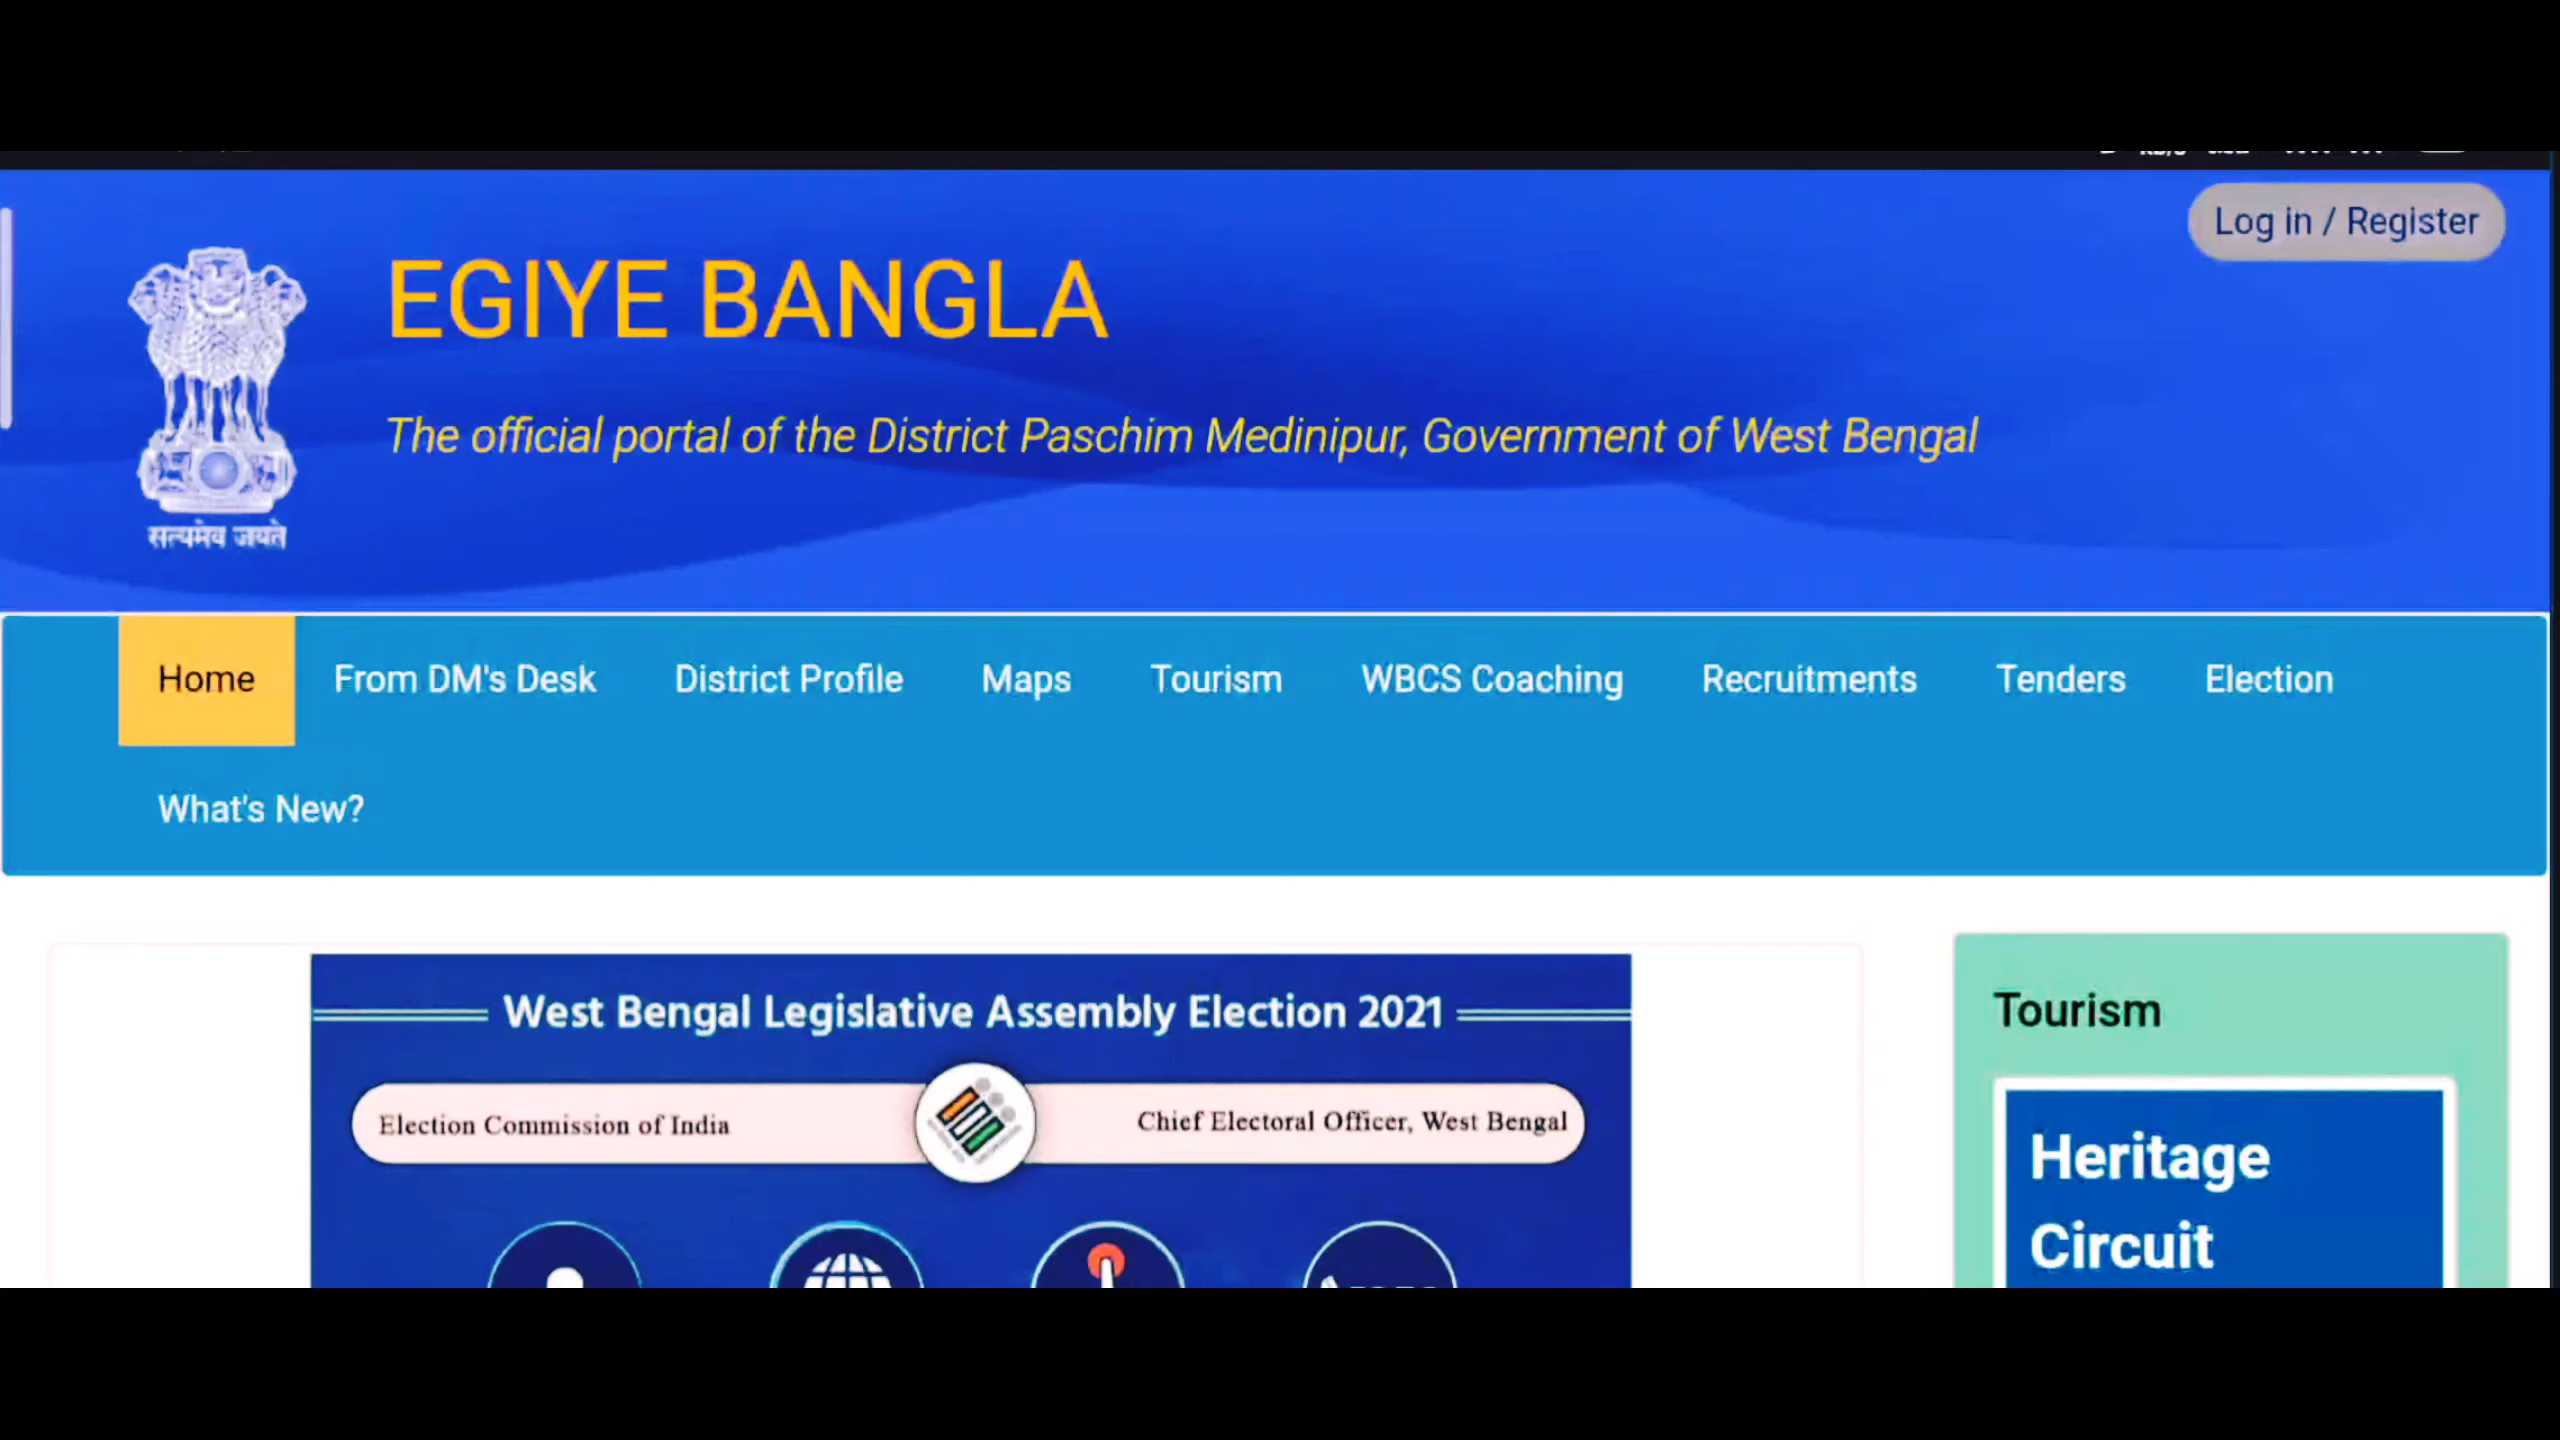 Log in / Register
EGIYE BANGLA
The official portal of the District Paschim Medinipur, Government of West Bengal
सत्यमेव जयते
Home From DM's Desk District Profile Maps Tourism WBCS Coaching Recruitments Tenders Election
What's New?
West Bengal Legislative Assembly Election 2021
Election Commission of India
Chief Electoral Officer, West Bengal
Tourism
Heritage
Circuit